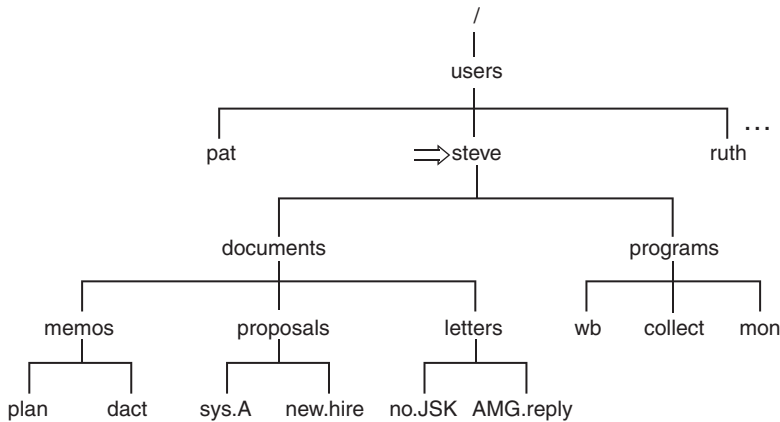 /
users
...
pat steve ruth
documents programs
memos proposals letters wb collect mon
plan dact sys.A new.hire no.JSK AMG.reply